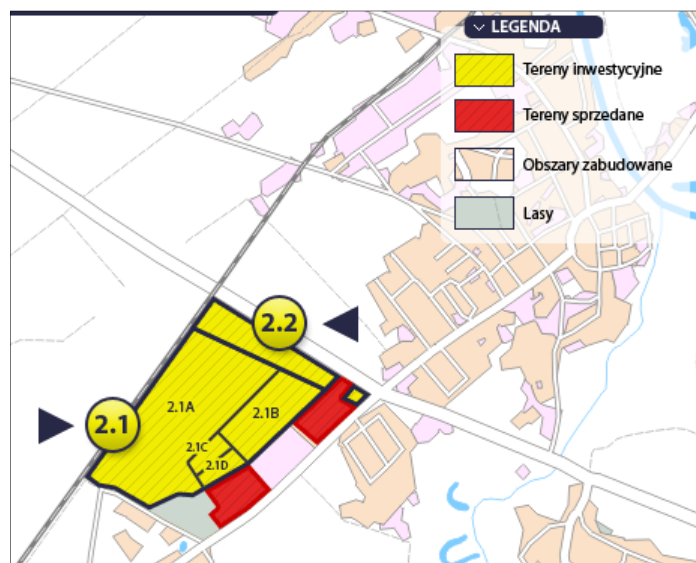 LEGENDA
Tereny inwestycyjne
Tereny sprzedane
Obszary zabudowane
Lasy
2.2
2.1A
2.1B
2.1
2.1C
2.1D